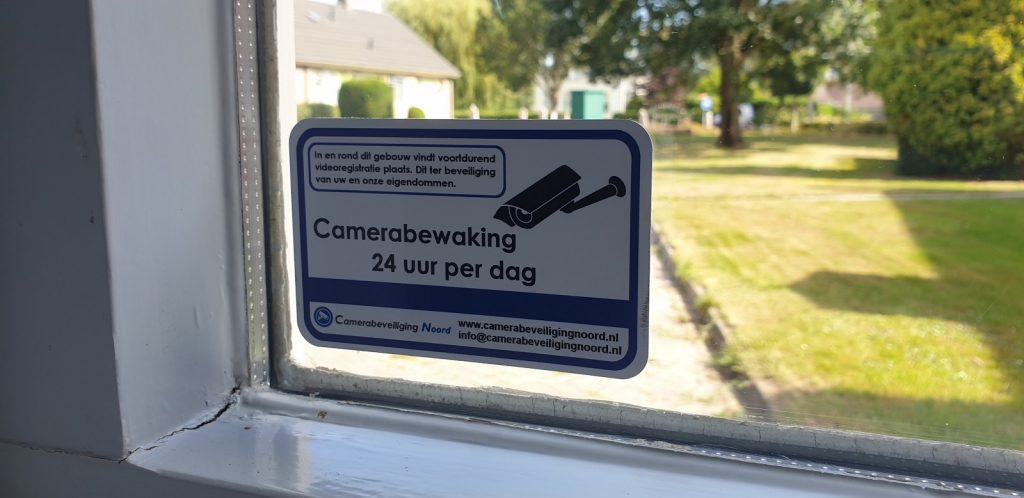 In en rond dit gebouw vindt voortdurend
videoregistratie plaats. Dit ter beveiliging
van uw en onze eigendommen.
Camerabewaking
24 uur per dag
Camerabeveiliging Noord
www.camerabeveiligingnoord.nl
info@camerabeveiligingnoord.nl